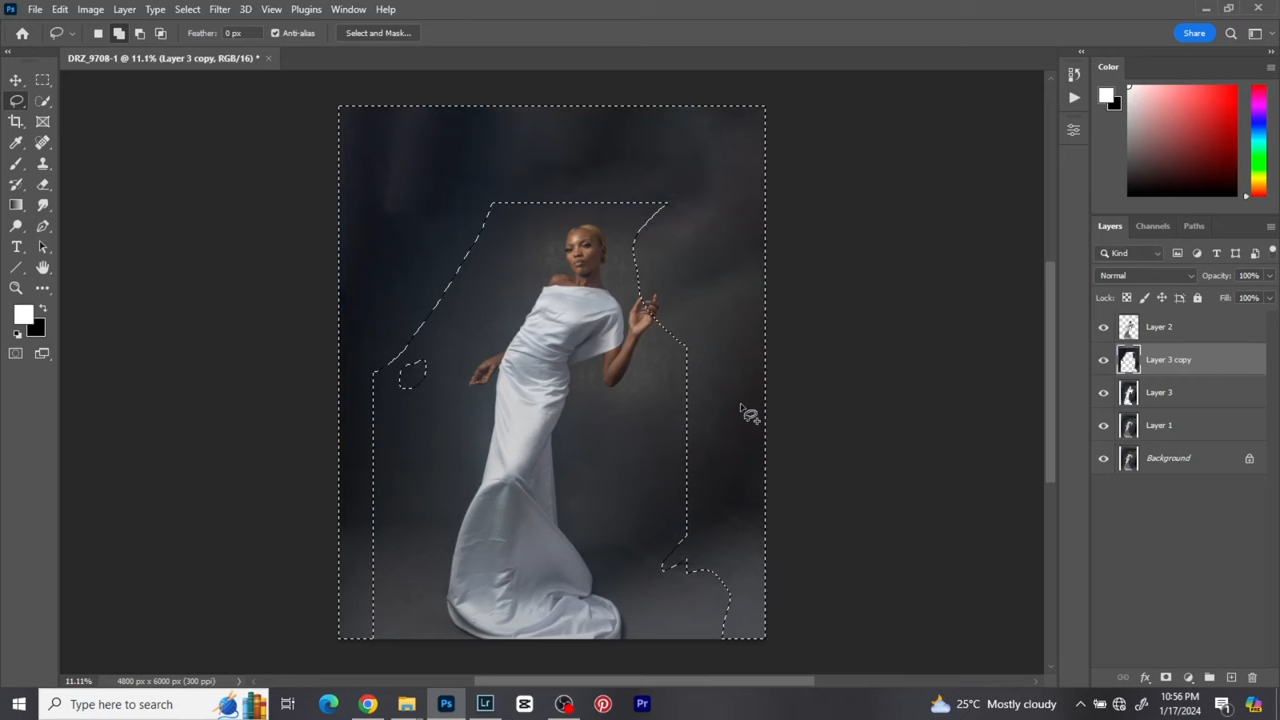 File Edit Image Layer Type Select Filter 3D View Plugins Window Help
Feather: 0 px Anti-alias Select and Mask... Share
DRZ_9708-1 @ 11.1% (Layer 3 copy, RGB/16) *
Color
Layers Channels Paths
Kind
Normal Opacity: 100%
Lock: Fill: 100%
Layer 2
Layer 3 copy
Layer 3
Layer 1
Background
11.11% 4800 px x 6000 px (300 ppi)
Type here to search
25°C Mostly cloudy
10:56 PM
1/17/2024